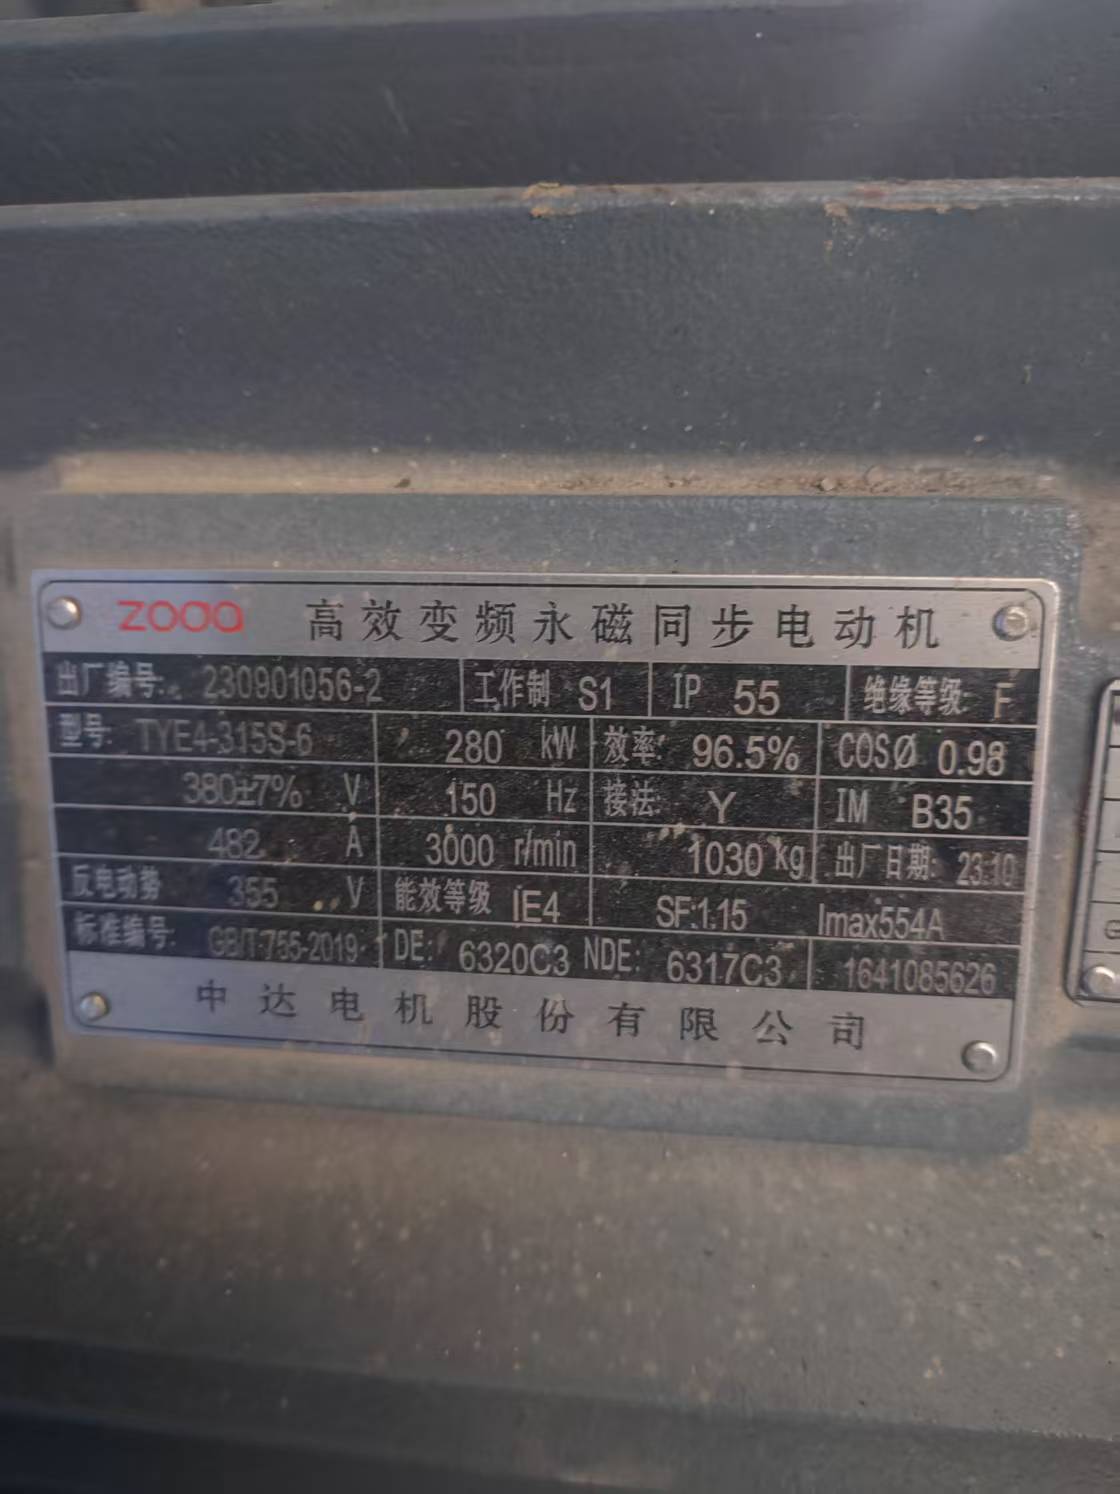 ZODA 高效变频永磁同步电动机
出厂编号: 230901056-2 工作制 S1 IP 55 绝缘等级: F
型号: TYE4-315S-6 280 kW 效率: 96.5% COSØ 0.98
380±7% V 150 Hz 接法: Y IM B35
482 A 3000 r/min 1030 kg 出厂日期: 23.10
反电动势 355 V 能效等级 IE4 SF:1.15 Imax554A
标准编号: GB/T:755-2019 DE: 6320C3 NDE: 6317C3 1641085626
中达电机股份有限公司
G